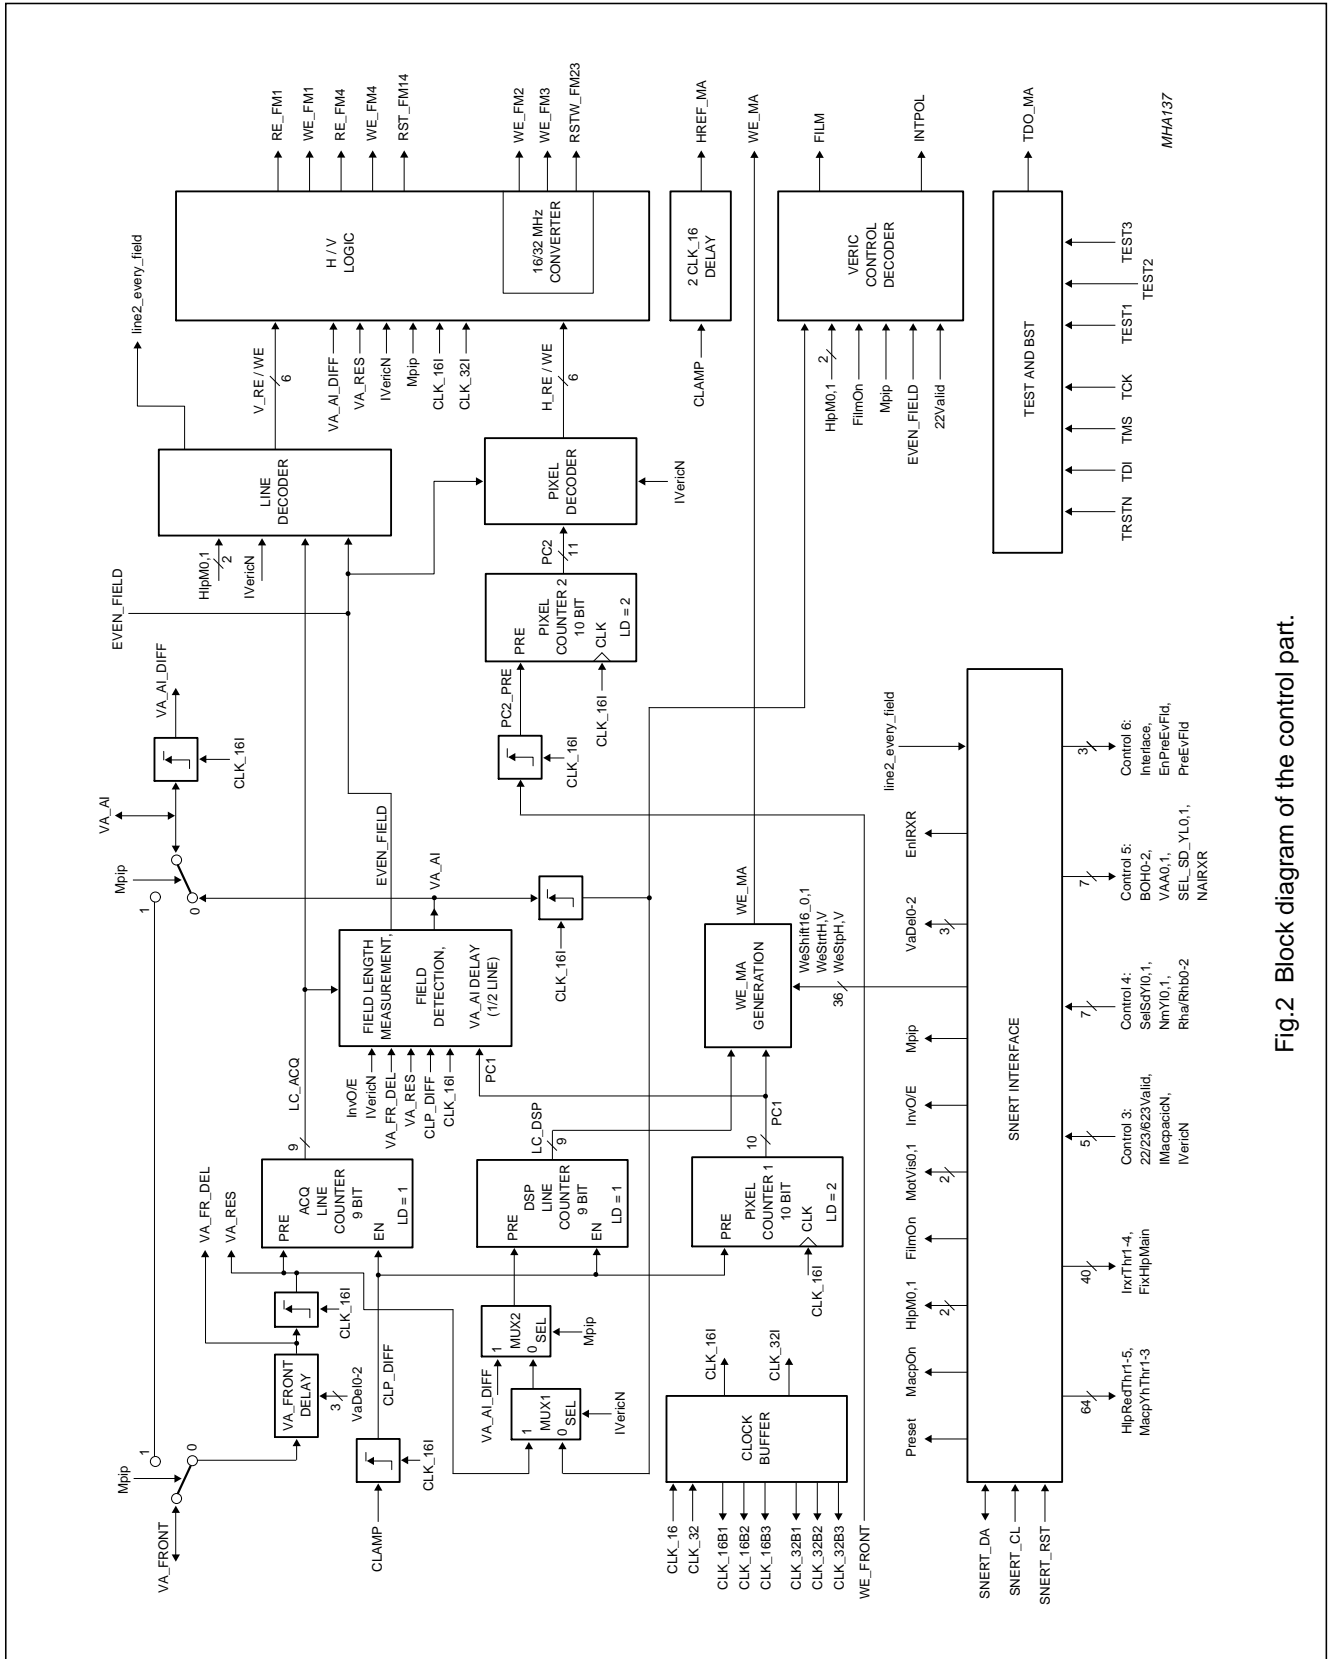 VA_FRONT
Mpip
1
0
VA_FRONT
DELAY
3
VaDel0-2
CLK_16I
VA_FR_DEL
VA_RES
CLAMP
CLK_16I
CLP_DIFF
PRE
ACQ
LINE
COUNTER
9 BIT
EN
LD = 1
9
LC_ACQ
InvO/E
IVericN
VA_FR_DEL
VA_RES
CLP_DIFF
CLK_16I
PC1
FIELD LENGTH
MEASUREMENT,
FIELD
DETECTION,
VA_AI DELAY
(1/2 LINE)
EVEN_FIELD
VA_AI
CLK_16I
Mpip
1
0
VA_AI
CLK_16I
VA_AI_DIFF
EVEN_FIELD
HlpM0,1
2
IVericN
LINE
DECODER
line2_every_field
V_RE / WE
6
VA_AI_DIFF
VA_RES
IVericN
Mpip
CLK_16I
CLK_32I
H_RE / WE
6
H / V
LOGIC
16/32 MHz
CONVERTER
RE_FM1
WE_FM1
RE_FM4
WE_FM4
RST_FM14
WE_FM2
WE_FM3
RSTW_FM23
VA_AI_DIFF
1
MUX2
0
SEL
Mpip
1
MUX1
0
SEL
IVericN
PRE
DSP
LINE
COUNTER
9 BIT
EN
LD = 1
LC_DSP
9
PRE
PIXEL
COUNTER 1
10 BIT
CLK
LD = 2
CLK_16I
10
PC1
WE_MA
GENERATION
WE_MA
WeShift16_0,1
WeStrtH,V
WeStpH,V
36
PC2_PRE
CLK_16I
PRE
PIXEL
COUNTER 2
10 BIT
CLK
LD = 2
CLK_16I
PC2
11
PIXEL
DECODER
IVericN
CLAMP
2 CLK_16
DELAY
HREF_MA
WE_MA
HlpM0,1
2
FilmOn
Mpip
EVEN_FIELD
22Valid
VERIC
CONTROL
DECODER
FILM
INTPOL
CLK_16
CLK_32
CLK_16B1
CLK_16B2
CLK_16B3
CLK_32B1
CLK_32B2
CLK_32B3
WE_FRONT
CLOCK
BUFFER
CLK_16I
CLK_32I
TEST AND BST
TDO_MA
TRSTN
TDI
TMS
TCK
TEST1
TEST2
TEST3
SNERT_DA
SNERT_CL
SNERT_RST
SNERT INTERFACE
Preset
MacpOn
HlpM0,1
2
FilmOn
MotVis0,1
2
InvO/E
Mpip
VaDel0-2
3
EnIRXR
line2_every_field
64
HlpRedThr1-5,
MacpYhThr1-3
40
IrxrThr1-4,
FixHlpMain
5
Control 3:
22/23/623Valid,
IMacpacicN,
IVericN
7
Control 4:
SelSdYl0,1,
NmYl0,1,
Rha/Rhb0-2
7
Control 5:
BOH0-2,
VAA0,1,
SEL_SD_YL0,1,
NAIRXR
3
Control 6:
Interlace,
EnPreEvFld,
PreEvFld
MHA137
Fig.2 Block diagram of the control part.